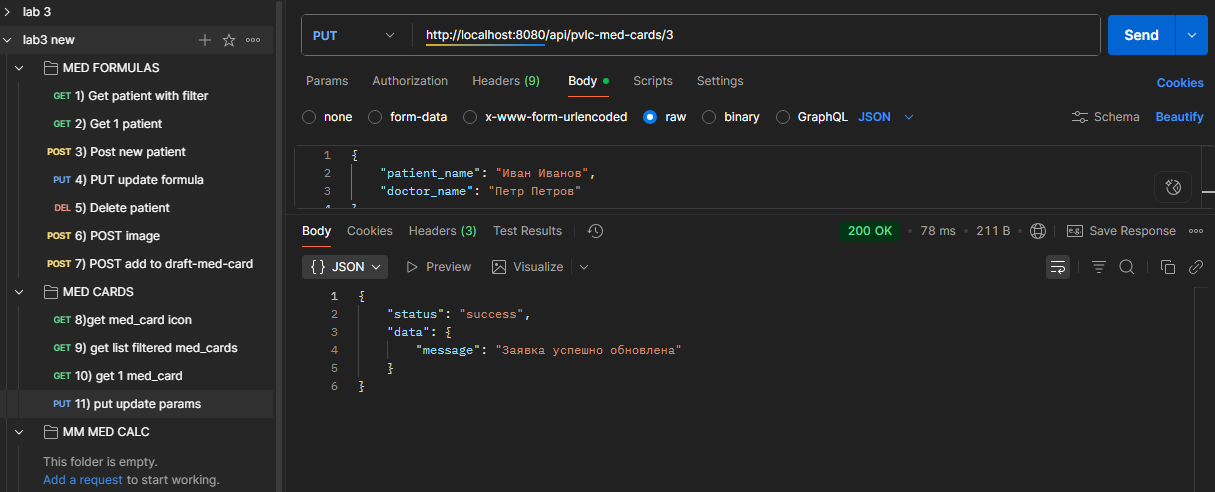 lab 3
lab3 new
MED FORMULAS
GET 1) Get patient with filter
GET 2) Get 1 patient
POST 3) Post new patient
PUT 4) PUT update formula
DEL 5) Delete patient
POST 6) POST image
POST 7) POST add to draft-med-card
MED CARDS
GET 8)get med_card icon
GET 9) get list filtered med_cards
GET 10) get 1 med_card
PUT 11) put update params
MM MED CALC
This folder is empty.
Add a request to start working.
PUT http://localhost:8080/api/pvlc-med-cards/3 Send
Params Authorization Headers (9) Body Scripts Settings Cookies
none form-data x-www-form-urlencoded raw binary GraphQL JSON Schema Beautify
1 {
2 "patient_name": "Иван Иванов",
3 "doctor_name": "Петр Петров"
4 }
Body Cookies Headers (3) Test Results 200 OK • 78 ms • 211 B • e.g. Save Response
{} JSON Preview Visualize
1 {
2 "status": "success",
3 "data": {
4 "message": "Заявка успешно обновлена"
5 }
6 }